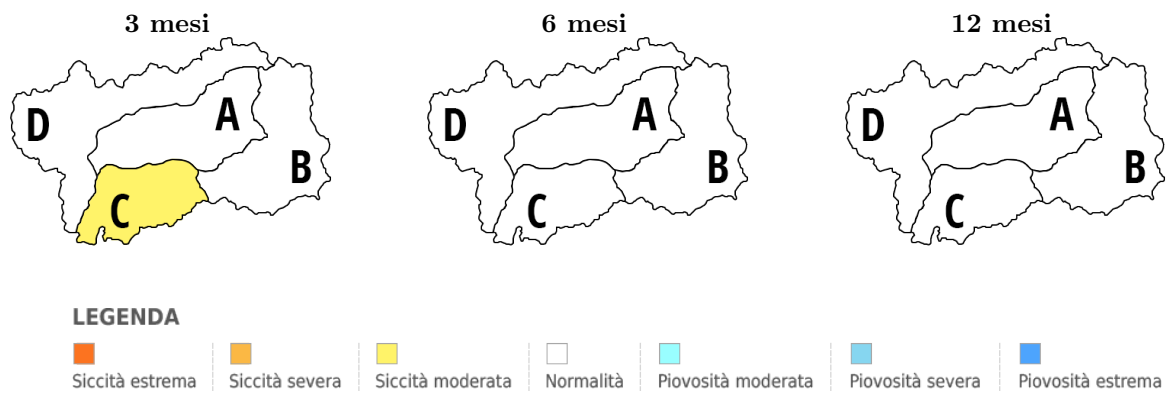 3 mesi 6 mesi 12 mesi
A A A
D D D
B B B
C C C
LEGENDA
Siccità estrema Siccità severa Siccità moderata Normalità Piovosità moderata Piovosità severa Piovosità estrema